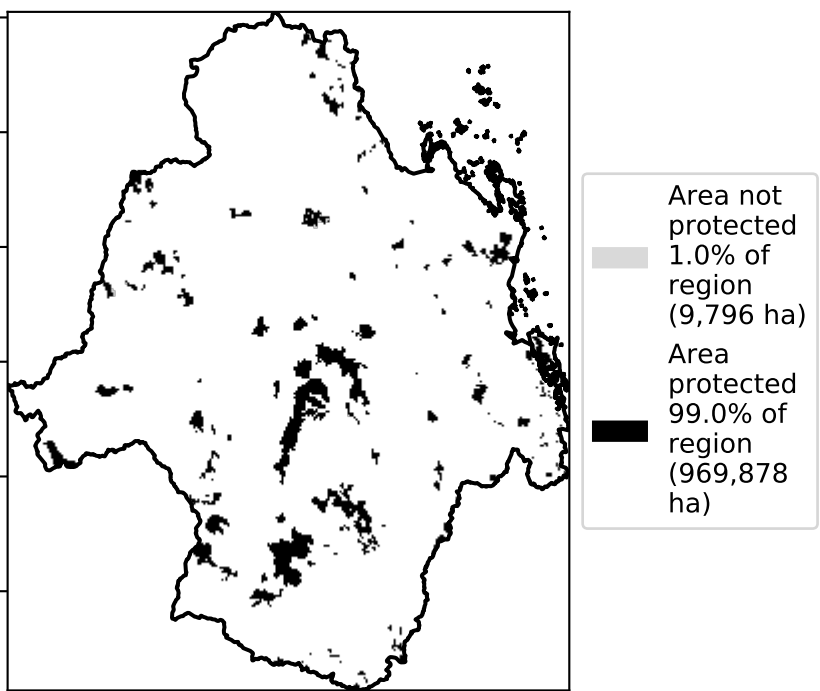 Area not
protected
1.0% of
region
(9,796 ha)
Area
protected
99.0% of
region
(969,878
ha)